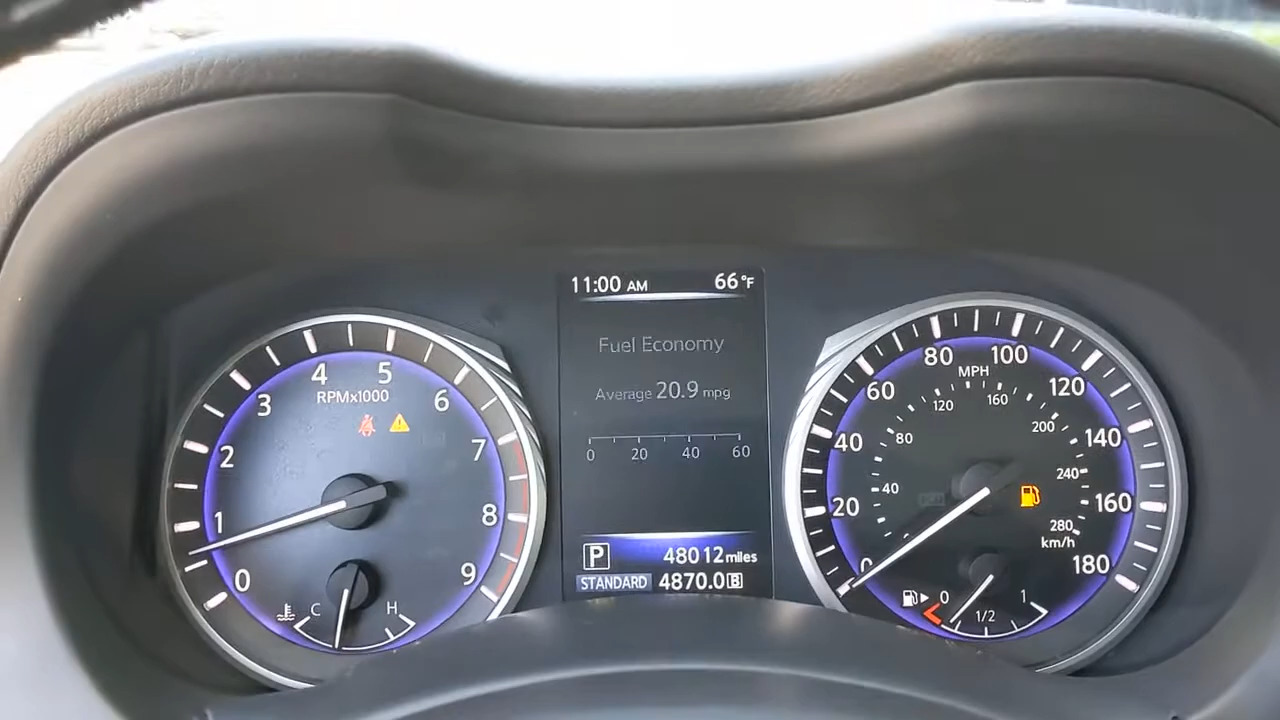 11:00 AM 66°F
Fuel Economy
Average 20.9 mpg
0 20 40 60
P 48012 miles
STANDARD 4870.0 B
0 1 2 3 4 5 6 7 8 9
RPMx1000
C H
0 20 40 60 80 100 120 140 160 180
MPH
40 80 120 160 200 240 280
km/h
0 1/2 1